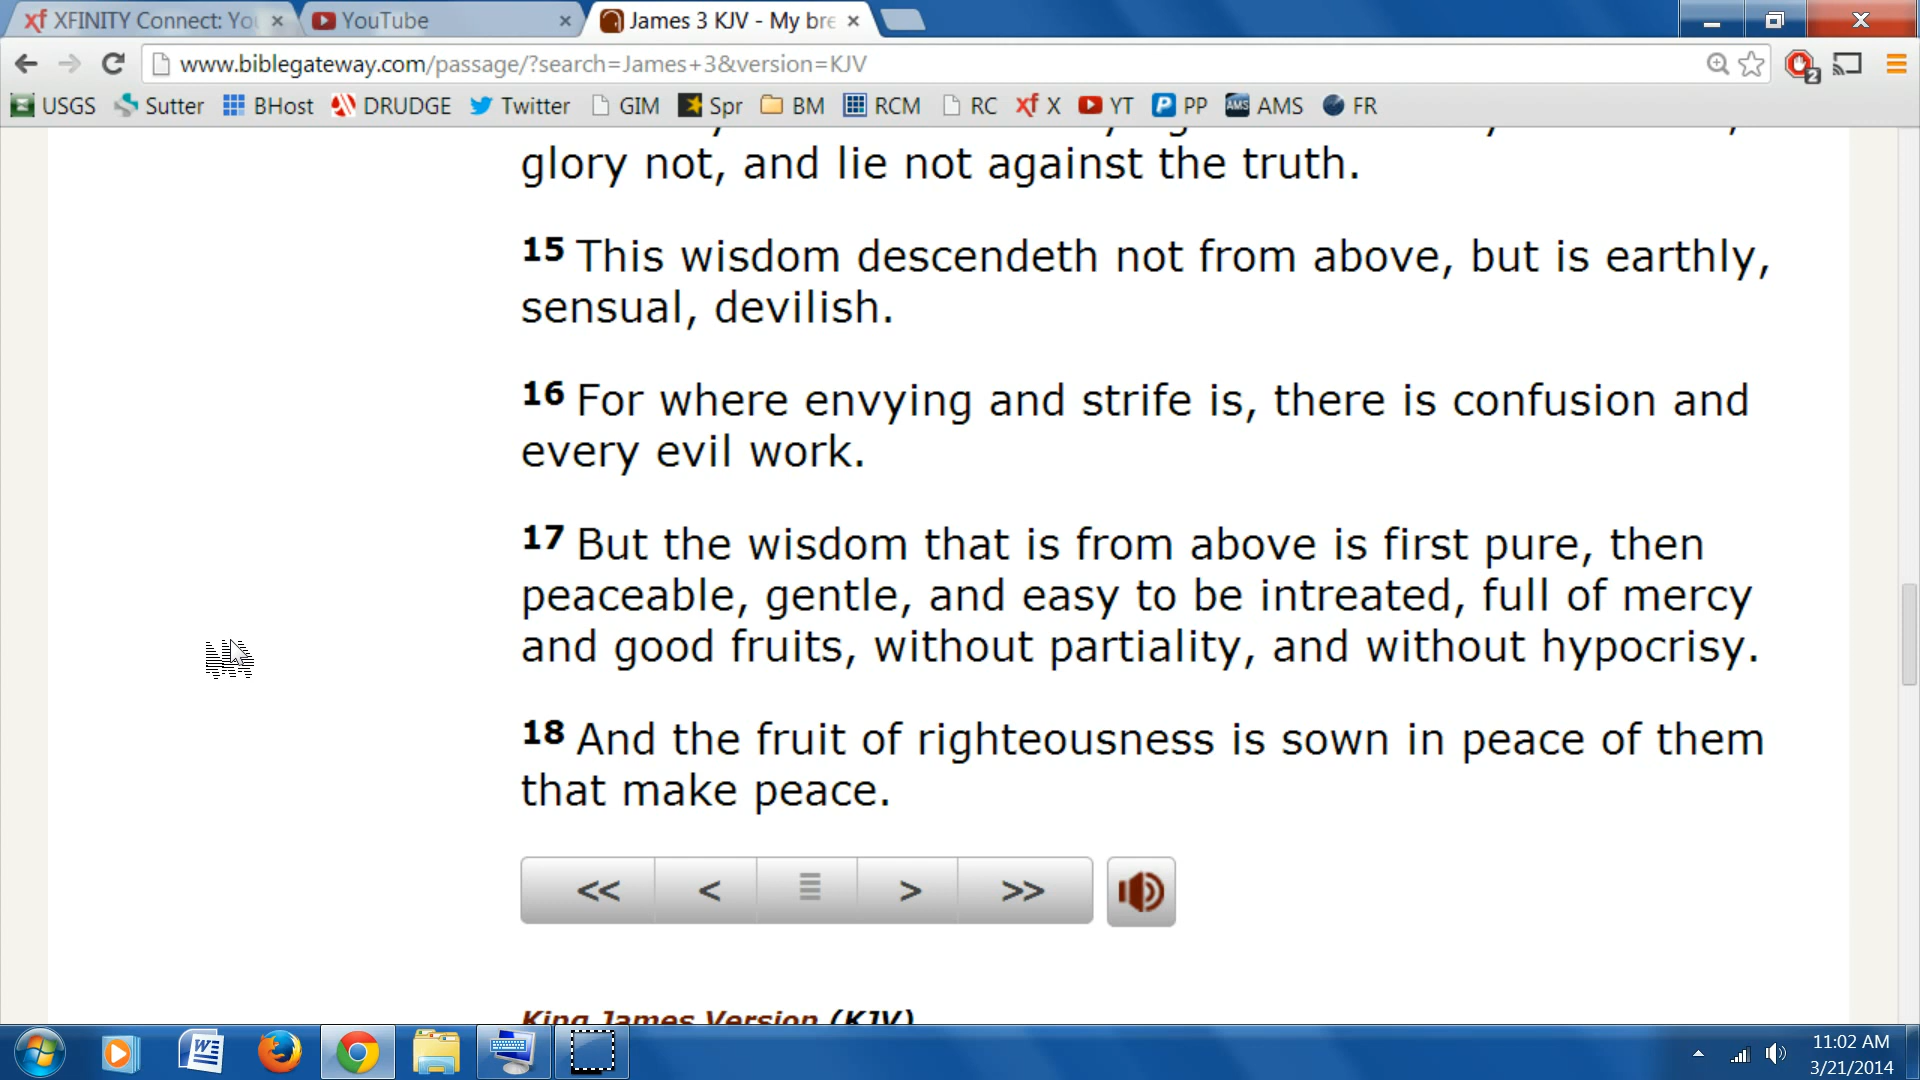 XFINITY Connect: You
YouTube
James 3 KJV - My bre
www.biblegateway.com/passage/?search=James+3&version=KJV
2
USGS Sutter BHost DRUDGE Twitter GIM Spr BM RCM RC X YT PP AMS FR
glory not, and lie not against the truth.
15 This wisdom descendeth not from above, but is earthly,
sensual, devilish.
16 For where envying and strife is, there is confusion and
every evil work.
17 But the wisdom that is from above is first pure, then
peaceable, gentle, and easy to be intreated, full of mercy
and good fruits, without partiality, and without hypocrisy.
18 And the fruit of righteousness is sown in peace of them
that make peace.
<< < > >>
King James Version (KJV)
11:02 AM
3/21/2014